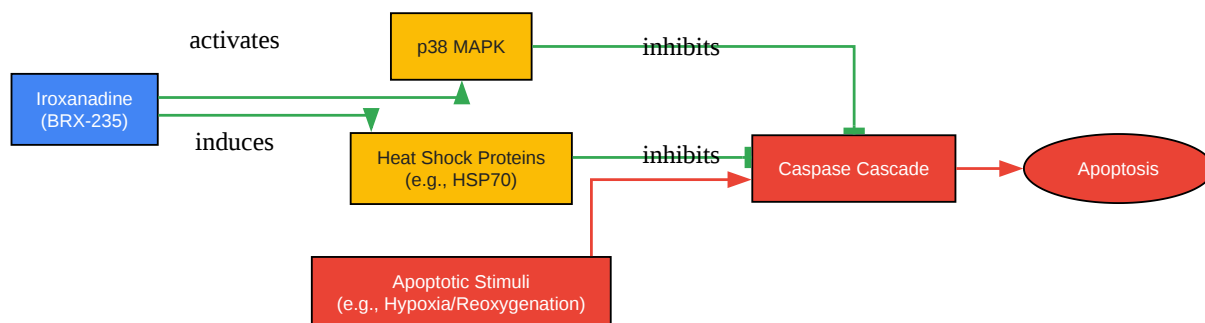 activates
p38 MAPK
inhibits
Iroxanadine
(BRX-235)
induces
Heat Shock Proteins
(e.g., HSP70)
inhibits
Caspase Cascade
Apoptosis
Apoptotic Stimuli
(e.g., Hypoxia/Reoxygenation)